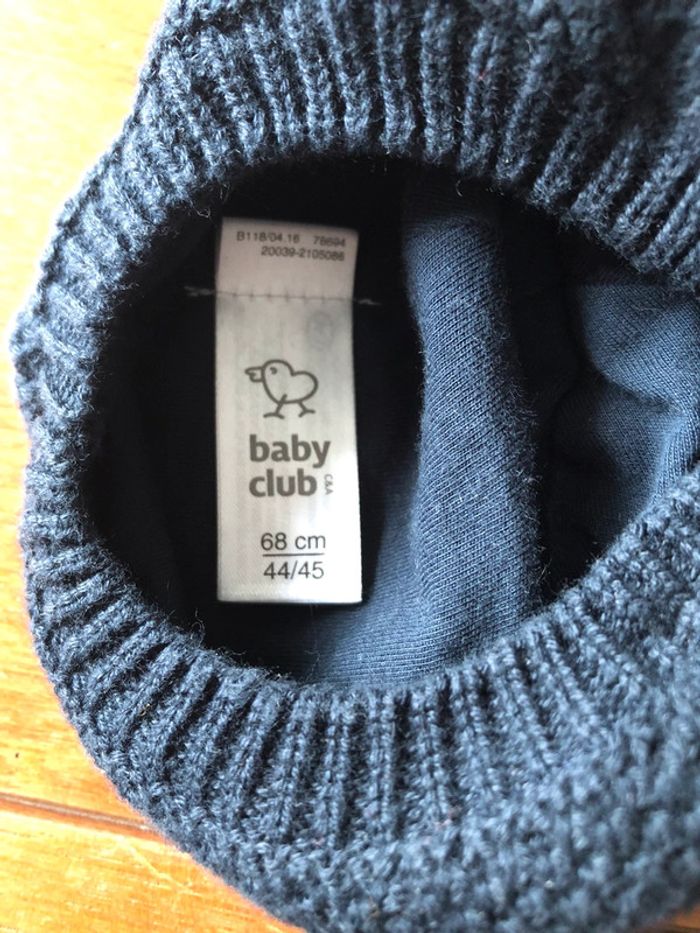 B118/04.16 78694
20039-2105086
baby
club
C&A
68 cm
44/45